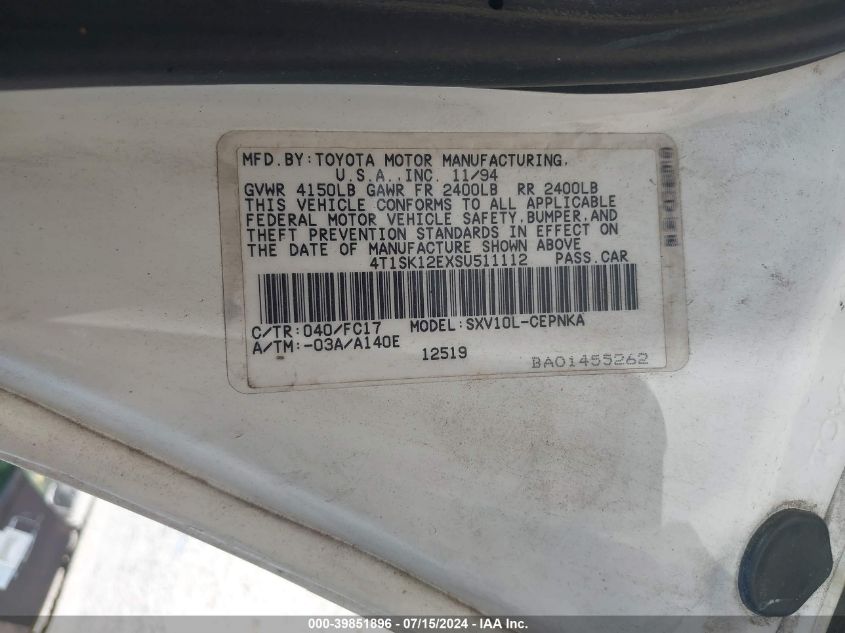 MFD.BY:TOYOTA MOTOR MANUFACTURING,
U.S.A.,INC. 11/94
GVWR 4150LB GAWR FR 2400LB RR 2400LB
THIS VEHICLE CONFORMS TO ALL APPLICABLE
FEDERAL MOTOR VEHICLE SAFETY,BUMPER,AND
THEFT PREVENTION STANDARDS IN EFFECT ON
THE DATE OF MANUFACTURE SHOWN ABOVE
4T1SK12EXSU511112 PASS.CAR
C/TR:040/FC17 MODEL:SXV10L-CEPNKA
A/TM:-03A/A140E
12519 BA01455262
000-39851896 - 07/15/2024 - IAA Inc.